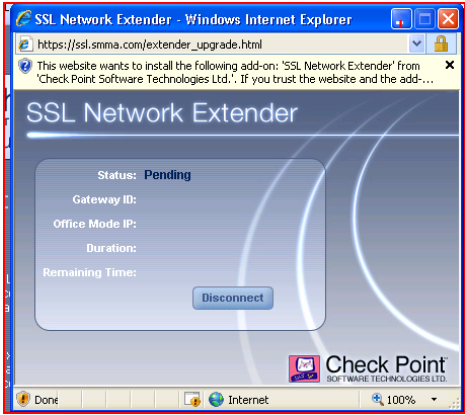 SSL Network Extender - Windows Internet Explorer
https://ssl.smma.com/extender_upgrade.html
This website wants to install the following add-on: 'SSL Network Extender' from
'Check Point Software Technologies Ltd.'. If you trust the website and the add-...
SSL Network Extender
Status: Pending
Gateway ID:
Office Mode IP:
Duration:
Remaining Time:
Disconnect
Check Point
SOFTWARE TECHNOLOGIES LTD.
Done
Internet
100%